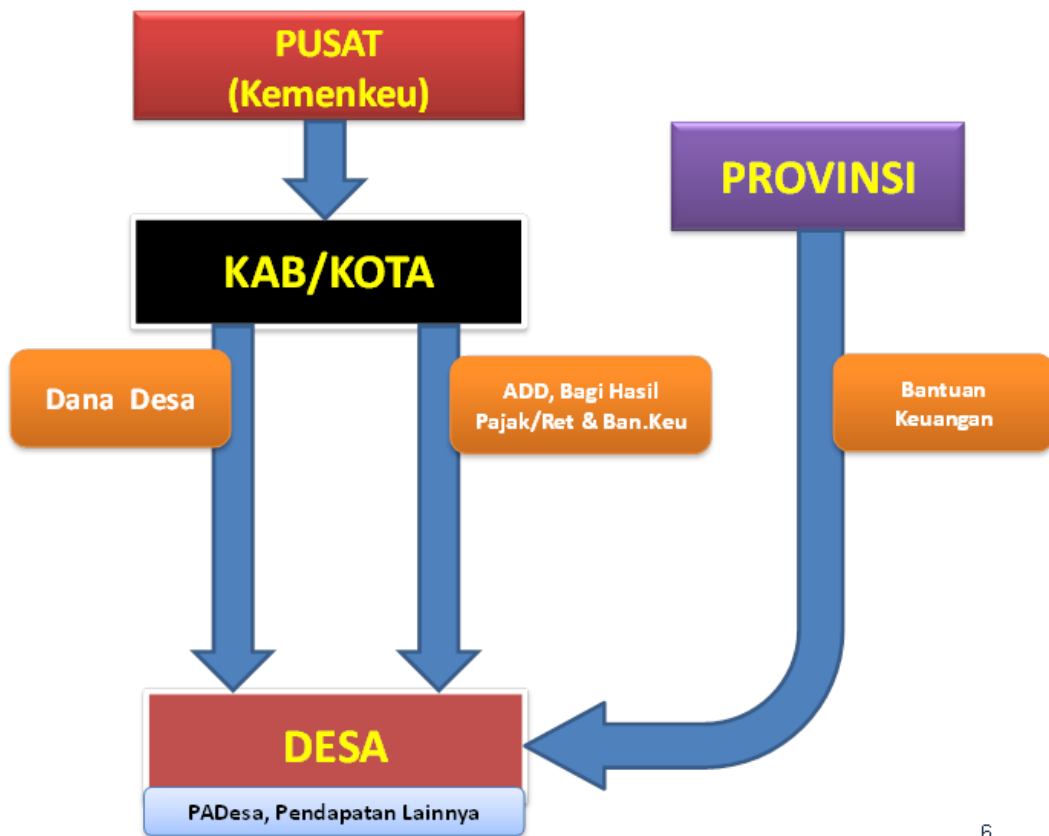 PUSAT
(Kemenkeu)
PROVINSI
KAB/KOTA
Dana Desa
ADD, Bagi Hasil
Pajak/Ret & Ban.Keu
Bantuan
Keuangan
DESA
PADesa, Pendapatan Lainnya
6